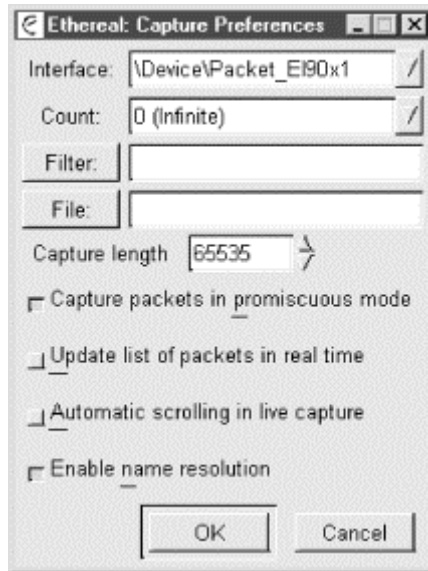 Ethereal: Capture Preferences
Interface: \Device\Packet_El90x1
Count: 0 (Infinite)
Filter:
File:
Capture length 65535
Capture packets in promiscuous mode
Update list of packets in real time
Automatic scrolling in live capture
Enable name resolution
OK Cancel